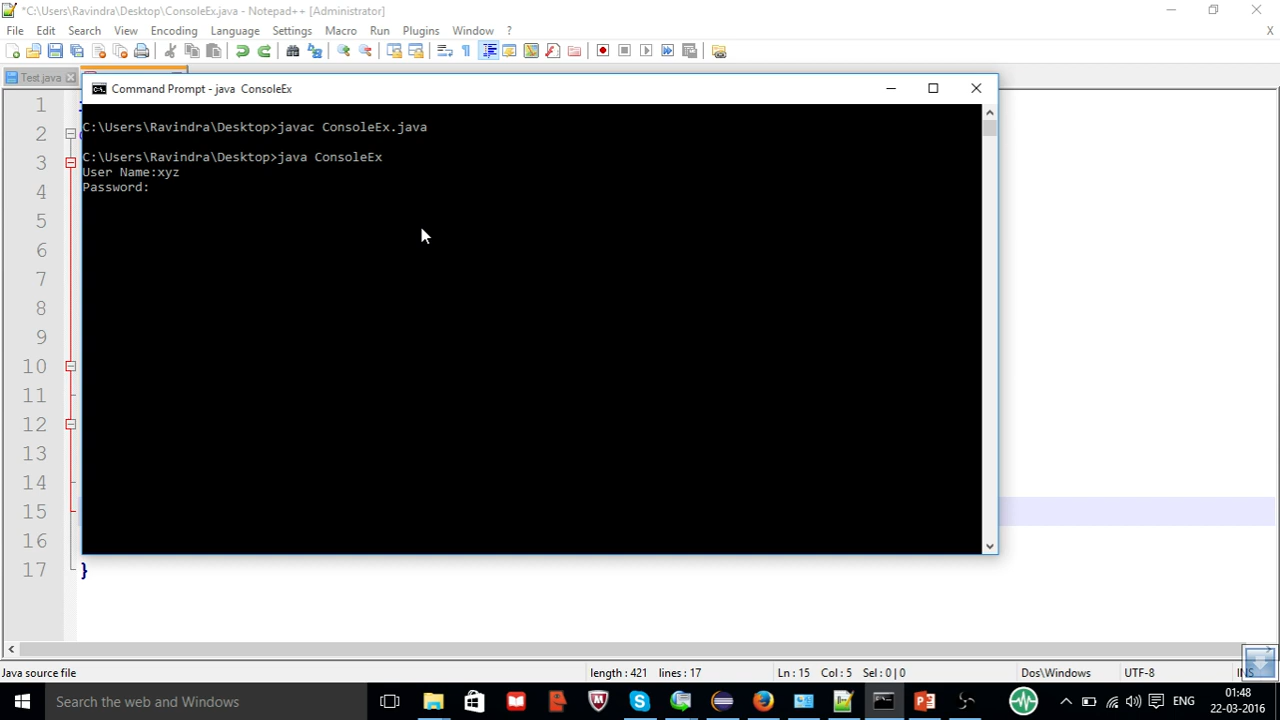 *C:\Users\Ravindra\Desktop\ConsoleEx.java - Notepad++ [Administrator]
File Edit Search View Encoding Language Settings Macro Run Plugins Window ? X
Test.java
Command Prompt - java ConsoleEx
C:\Users\Ravindra\Desktop>javac ConsoleEx.java
C:\Users\Ravindra\Desktop>java ConsoleEx
User Name:xyz
Password:
1
2
3
4
5
6
7
8
9
10
11
12
13
14
15
16
17 }
Java source file length : 421 lines : 17 Ln : 15 Col : 5 Sel : 0 | 0 Dos\Windows UTF-8 INS
Search the web and Windows
ENG
01:48
22-03-2016